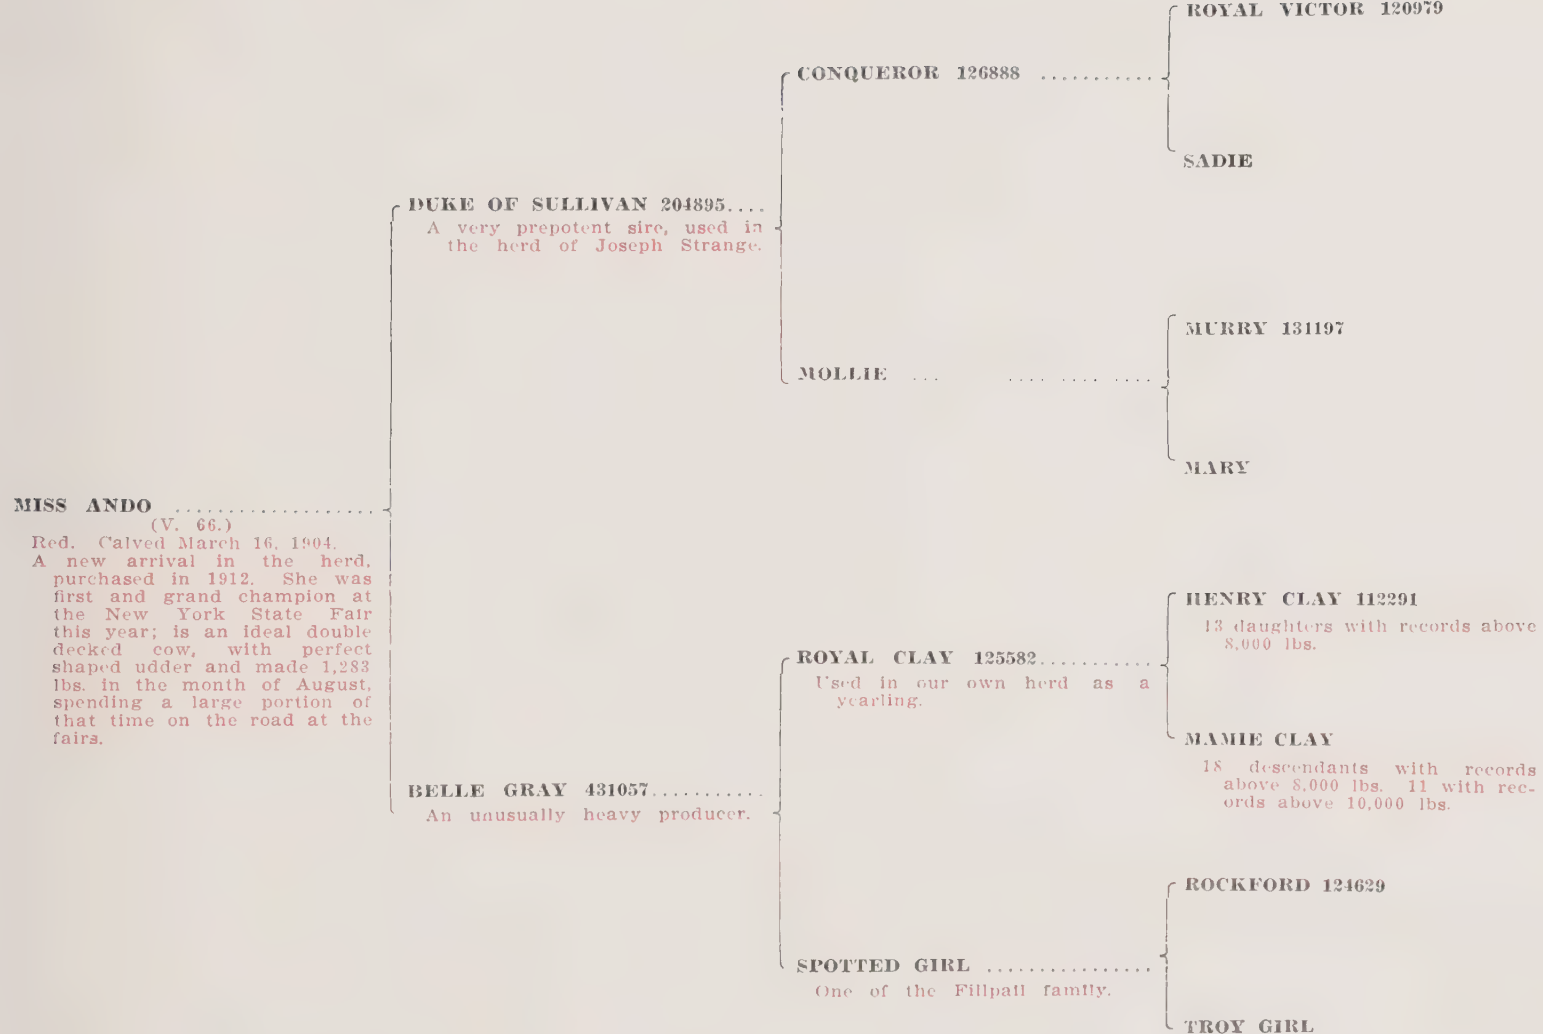 ROYAL VICTOR 120979
CONQUEROR 126888 ...........
SADIE
DUKE OF SULLIVAN 204895....
A very prepotent sire, used in
the herd of Joseph Strange.
MURRY 131197
MOLLIE ... .... ... ....
MARY
MISS ANDO ...................
(V. 66.)
Red. Calved March 16, 1904.
A new arrival in the herd,
purchased in 1912. She was
first and grand champion at
the New York State Fair
this year; is an ideal double
decked cow, with perfect
shaped udder and made 1,283
lbs. in the month of August,
spending a large portion of
that time on the road at the
fairs.
HENRY CLAY 112291
13 daughters with records above
8,000 lbs.
ROYAL CLAY 125582...........
Used in our own herd as a
yearling.
MAMIE CLAY
18 descendants with records
above 8,000 lbs. 11 with rec-
ords above 10,000 lbs.
BELLE GRAY 431057...........
An unusually heavy producer.
ROCKFORD 124629
SPOTTED GIRL ................
One of the Fillpail family.
TROY GIRL